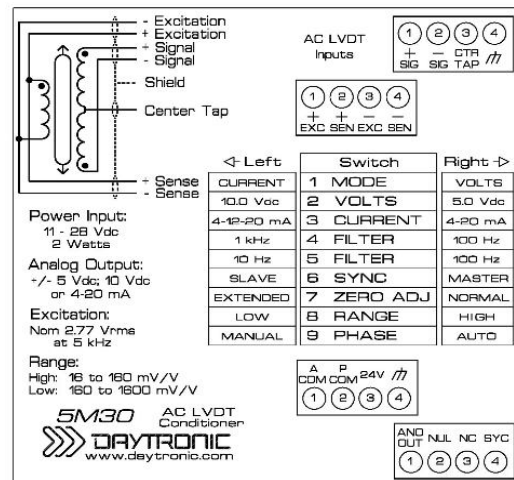 - Excitation
+ Excitation
+ Signal
- Signal
Shield
Center Tap
+ Sense
- Sense
AC LVDT
Inputs
1 2 3 4
+ − CTR
SIG SIG TAP
1 2 3 4
+ + − −
EXC SEN EXC SEN
◁- Left Switch Right -▷
CURRENT 1 MODE VOLTS
10.0 Vdc 2 VOLTS 5.0 Vdc
4-12-20 mA 3 CURRENT 4-20 mA
1 kHz 4 FILTER 100 Hz
10 Hz 5 FILTER 100 Hz
SLAVE 6 SYNC MASTER
EXTENDED 7 ZERO ADJ NORMAL
LOW 8 RANGE HIGH
MANUAL 9 PHASE AUTO
Power Input:
11 - 28 Vdc
2 Watts
Analog Output:
+/- 5 Vdc; 10 Vdc
or 4-20 mA
Excitation:
Nom 2.77 Vrms
at 5 kHz
Range:
High: 16 to 160 mV/V
Low: 160 to 1600 mV/V
5M30 AC LVDT
Conditioner
DAYTRONIC
www.daytronic.com
A P
COM COM 24V
1 2 3 4
ANO
OUT NUL NC SYC
1 2 3 4